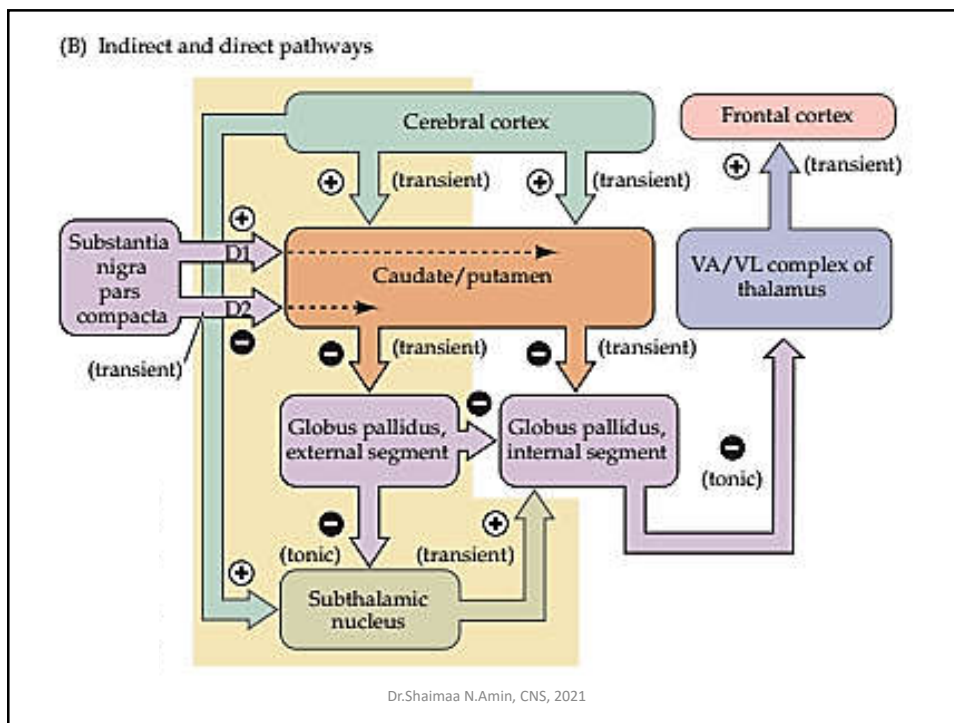 (B) Indirect and direct pathways
Cerebral cortex
Frontal cortex
+
(transient)
+
(transient)
+
(transient)
Substantia
nigra
pars
compacta
+
D1
D2
−
(transient)
Caudate/putamen
VA/VL complex of
thalamus
−
(transient)
−
(transient)
Globus pallidus,
external segment
−
Globus pallidus,
internal segment
−
(tonic)
−
(tonic)
+
(transient)
+
Subthalamic
nucleus
Dr.Shaimaa N.Amin, CNS, 2021